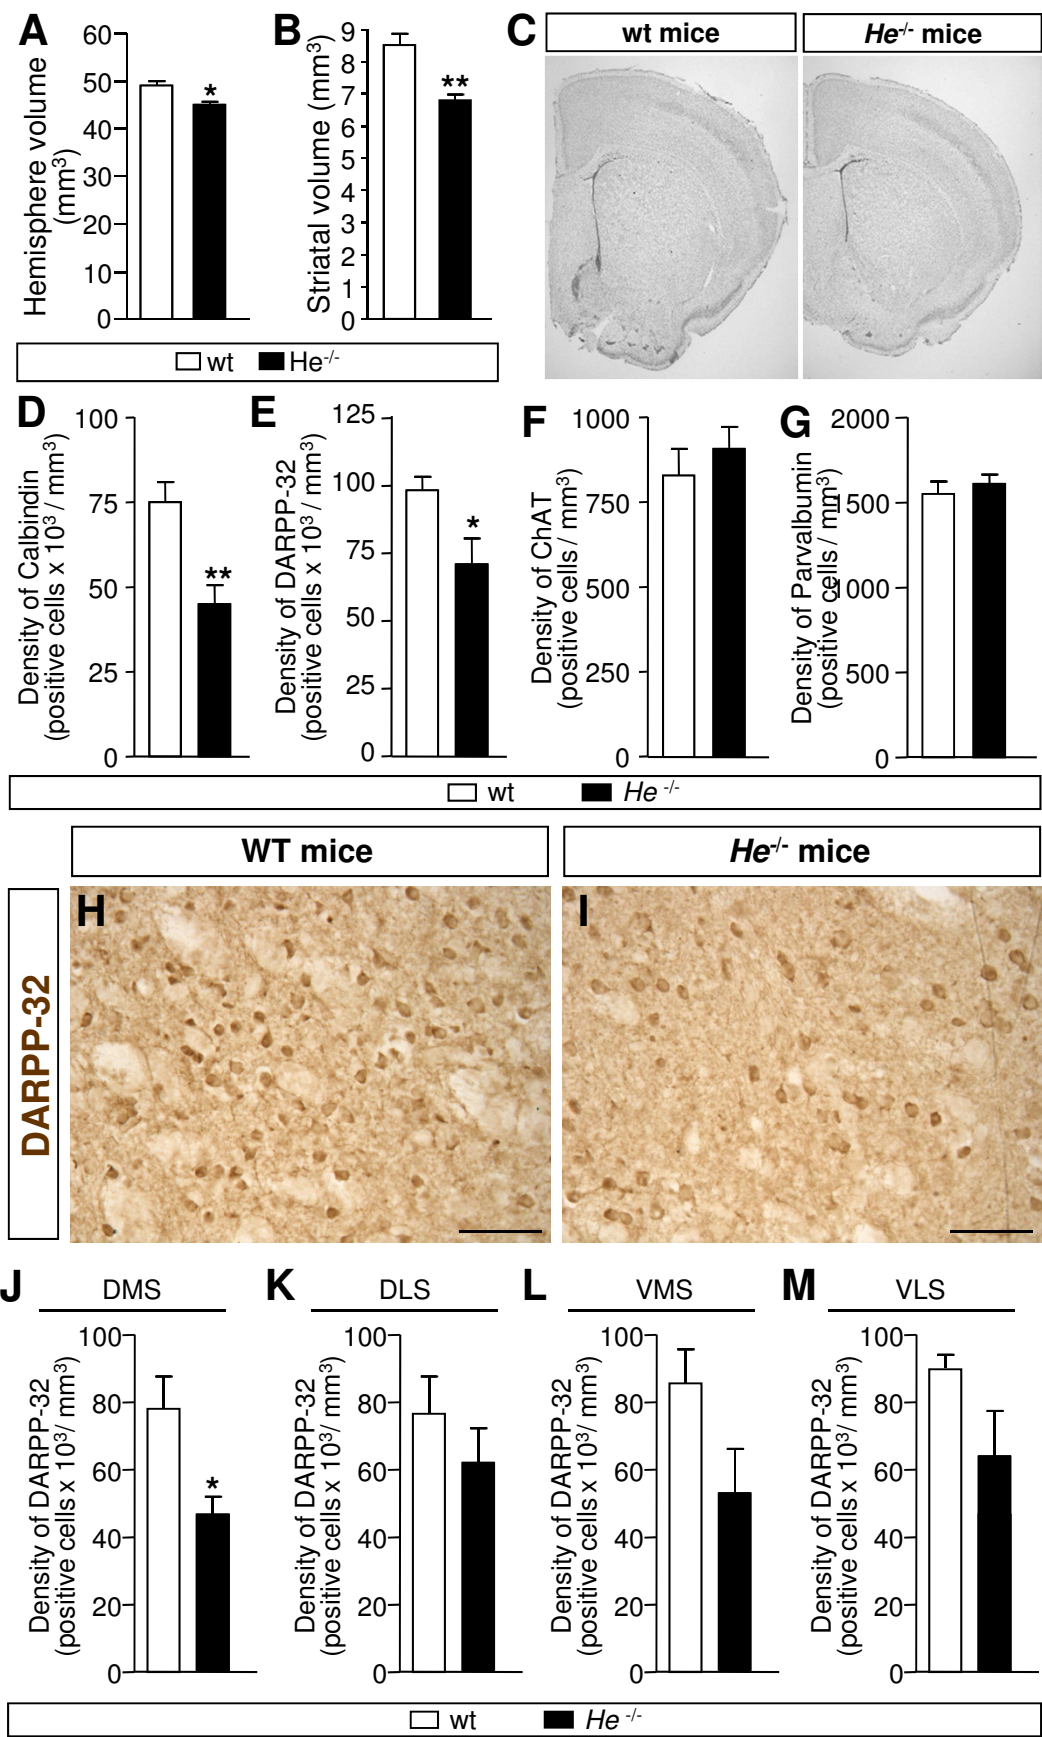 A
Hemisphere volume
(mm³)
60
50
40
30
20
10
0
*
B
Striatal volume (mm³)
9
8
7
6
5
4
3
2
1
0
**
wt He-/-
C
wt mice
He-/- mice
D
Density of Calbindin
(positive cells x 10³ / mm³)
100
75
50
25
0
**
E
Density of DARPP-32
(positive cells x 10³ / mm³)
125
100
75
50
25
0
*
F
Density of ChAT
(positive cells / mm³)
1000
750
500
250
0
G
Density of Parvalbumin
(positive cells / mm³)
2000
1500
1000
500
0
wt He -/-
WT mice
He-/- mice
DARPP-32
H
I
J
DMS
Density of DARPP-32
(positive cells x 10³/ mm³)
100
80
60
40
20
0
*
K
DLS
Density of DARPP-32
(positive cells x 10³/ mm³)
100
80
60
40
20
0
L
VMS
Density of DARPP-32
(positive cells x 10³/ mm³)
100
80
60
40
20
0
M
VLS
Density of DARPP-32
(positive cells x 10³/ mm³)
100
80
60
40
20
0
wt He -/-